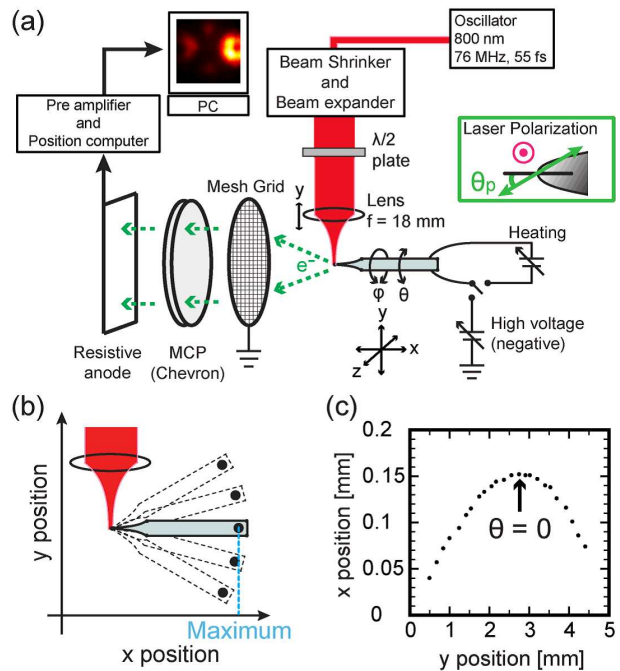 (a)
Oscillator
800 nm
76 MHz, 55 fs
Beam Shrinker
and
Beam expander
PC
Pre amplifier
and
Position computer
λ/2
plate
Laser Polarization
θp
Mesh Grid
y
Lens
f = 18 mm
Heating
e⁻
φ
θ
y
x
z
High voltage
(negative)
Resistive
anode
MCP
(Chevron)
(b)
y position
Maximum
x position
(c)
0.2
0.15
0.1
0.05
0
x position [mm]
θ = 0
0 1 2 3 4 5
y position [mm]